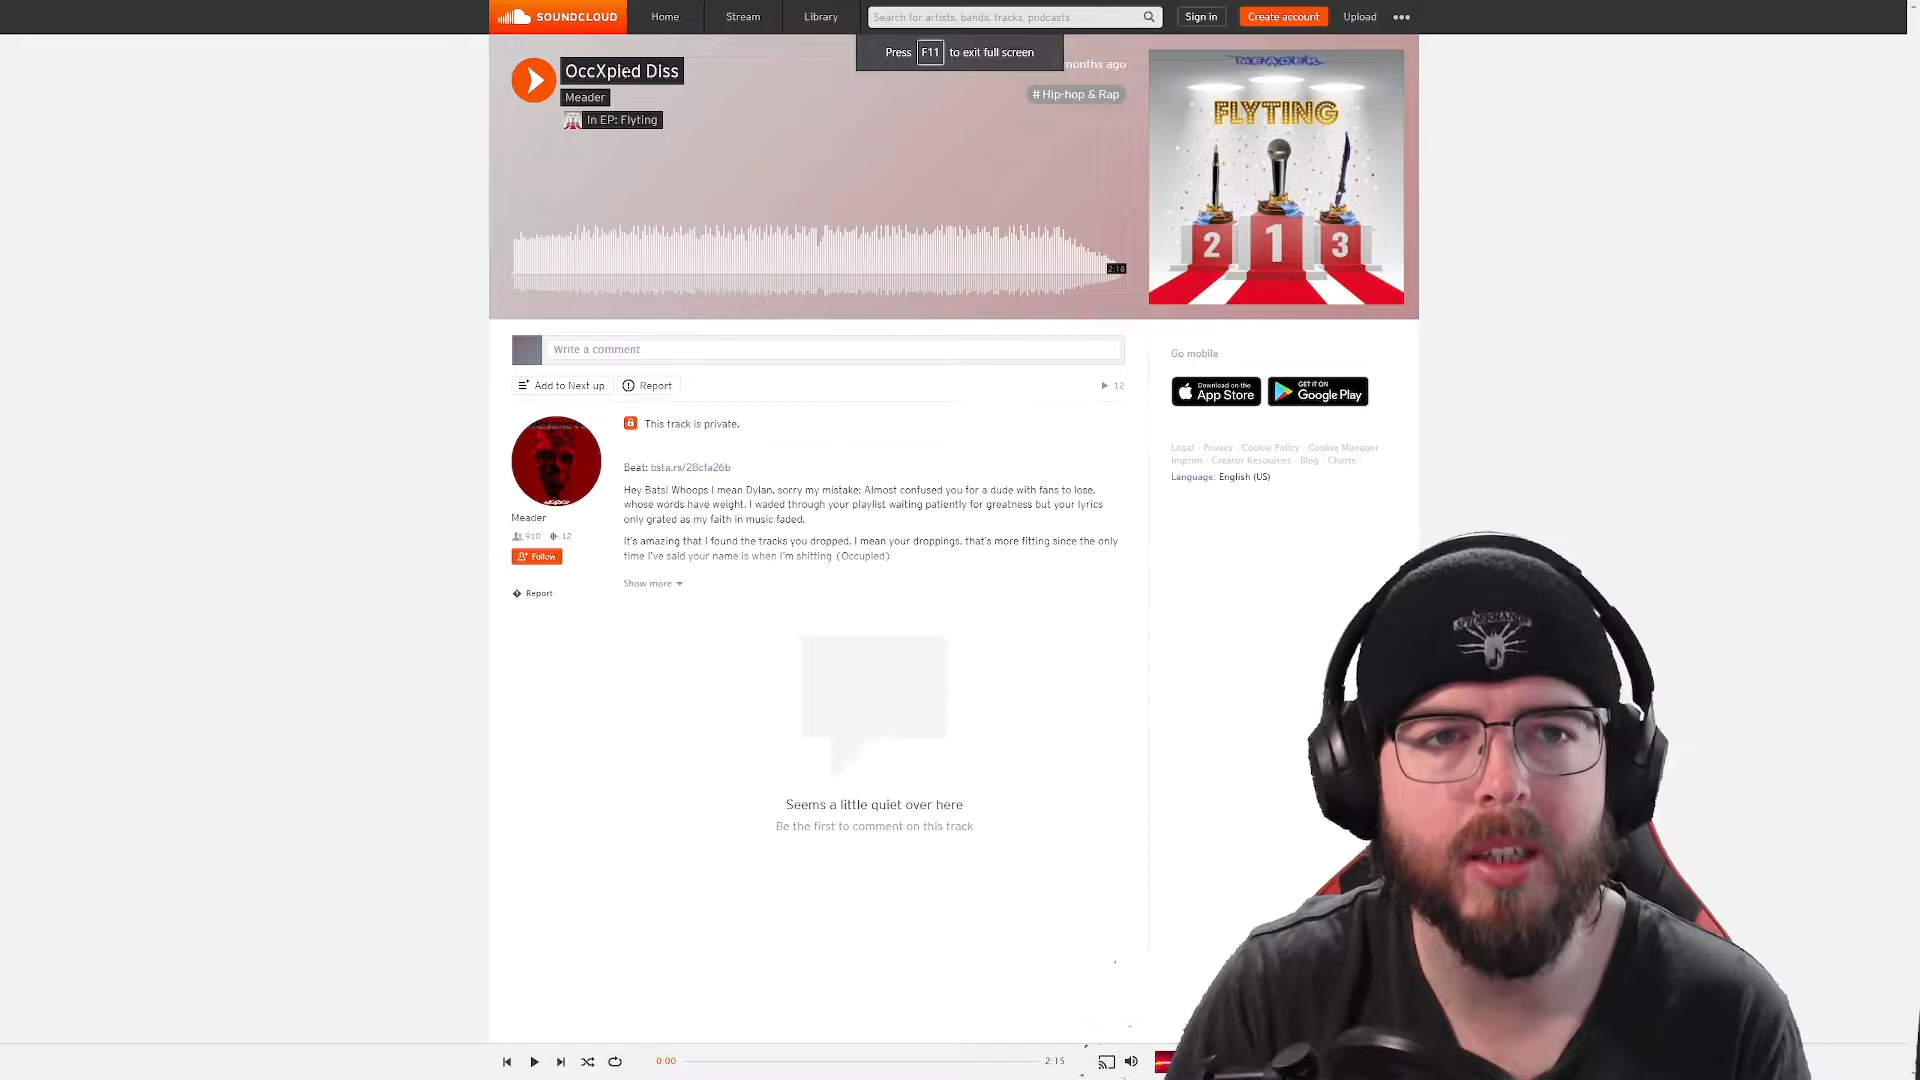 SOUNDCLOUD
Home
Stream
Library
Search for artists, bands, tracks, podcasts
Sign in
Create account
Upload
Press F11 to exit full screen
OccXpied Diss
months ago
Meader
# Hip-hop & Rap
In EP: Flyting
MEADER
FLYTING
2 1 3
2:18
Write a comment
Go mobile
Add to Next up
Report
12
Download on the
App Store
GET IT ON
Google Play
This track is private.
Legal - Privacy - Cookie Policy - Cookie Manager -
Imprint - Creator Resources - Blog - Charts -
Language: English (US)
Beat: bsta.rs/28cfa26b
Hey Bats! Whoops I mean Dylan, sorry my mistake; Almost confused you for a dude with fans to lose,
whose words have weight. I waded through your playlist waiting patiently for greatness but your lyrics
only grated as my faith in music faded.
It's amazing that I found the tracks you dropped, I mean your droppings, that's more fitting since the only
time I've said your name is when I'm shitting (Occupied)
Show more
MEADER
Meader
910 12
Follow
Report
Seems a little quiet over here
Be the first to comment on this track
0:00
2:15